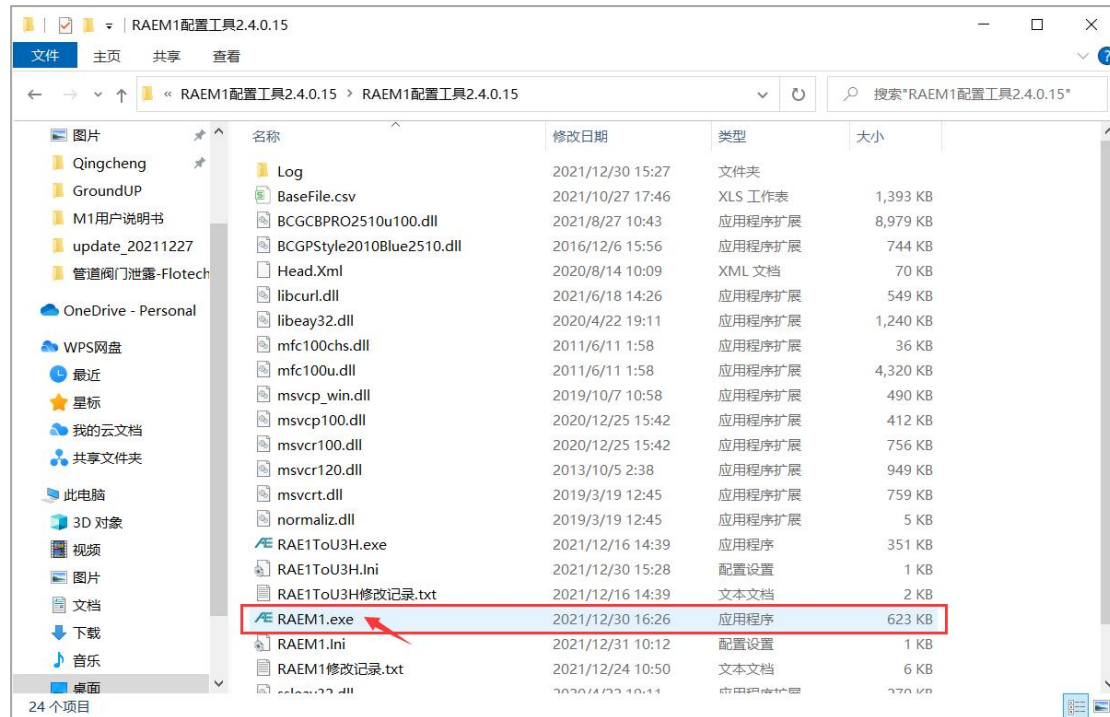 RAEM1配置工具2.4.0.15
文件 主页 共享 查看
« RAEM1配置工具2.4.0.15 > RAEM1配置工具2.4.0.15 搜索"RAEM1配置工具2.4.0.15"
图片
Qingcheng
GroundUP
M1用户说明书
update_20211227
管道阀门泄露-Flotech
OneDrive - Personal
WPS网盘
最近
星标
我的云文档
共享文件夹
此电脑
3D 对象
视频
图片
文档
下载
音乐
桌面
名称 修改日期 类型 大小
Log 2021/12/30 15:27 文件夹
BaseFile.csv 2021/10/27 17:46 XLS 工作表 1,393 KB
BCGCBPRO2510u100.dll 2021/8/27 10:43 应用程序扩展 8,979 KB
BCGPStyle2010Blue2510.dll 2016/12/6 15:56 应用程序扩展 744 KB
Head.Xml 2020/8/14 10:09 XML 文档 70 KB
libcurl.dll 2021/6/18 14:26 应用程序扩展 549 KB
libeay32.dll 2020/4/22 19:11 应用程序扩展 1,240 KB
mfc100chs.dll 2011/6/11 1:58 应用程序扩展 36 KB
mfc100u.dll 2011/6/11 1:58 应用程序扩展 4,320 KB
msvcp_win.dll 2019/10/7 10:58 应用程序扩展 490 KB
msvcp100.dll 2020/12/25 15:42 应用程序扩展 412 KB
msvcr100.dll 2020/12/25 15:42 应用程序扩展 756 KB
msvcr120.dll 2013/10/5 2:38 应用程序扩展 949 KB
msvcrt.dll 2019/3/19 12:45 应用程序扩展 759 KB
normaliz.dll 2019/3/19 12:45 应用程序扩展 5 KB
RAE1ToU3H.exe 2021/12/16 14:39 应用程序 351 KB
RAE1ToU3H.Ini 2021/12/30 15:28 配置设置 1 KB
RAE1ToU3H修改记录.txt 2021/12/16 14:39 文本文档 2 KB
RAEM1.exe 2021/12/30 16:26 应用程序 623 KB
RAEM1.Ini 2021/12/31 10:12 配置设置 1 KB
RAEM1修改记录.txt 2021/12/24 10:50 文本文档 6 KB
24 个项目